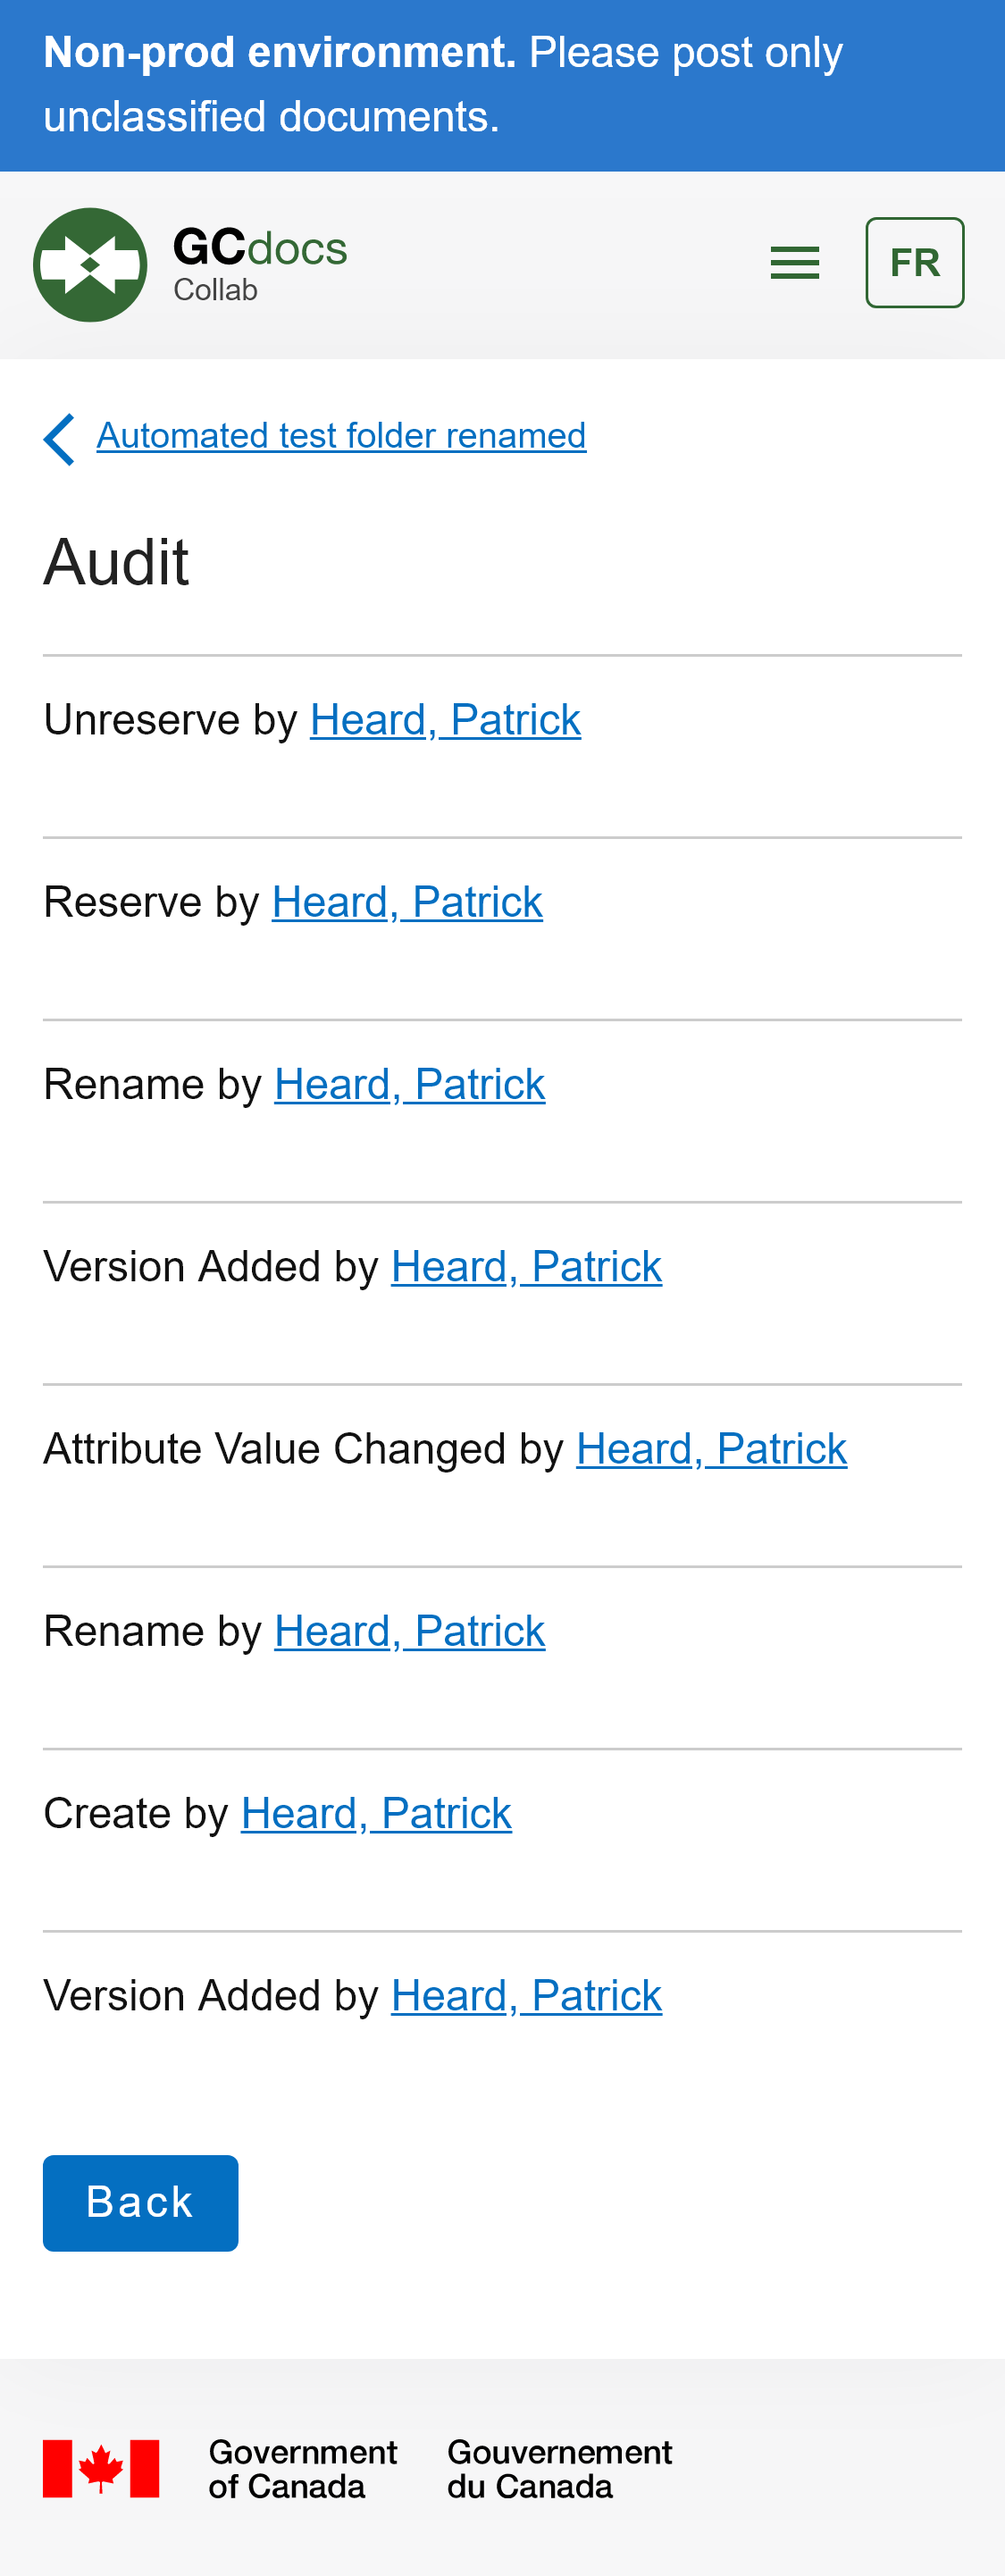 Non-prod environment. Please post only
unclassified documents.
GCdocs
Collab
FR
Automated test folder renamed
Audit
Unreserve by Heard, Patrick
Reserve by Heard, Patrick
Rename by Heard, Patrick
Version Added by Heard, Patrick
Attribute Value Changed by Heard, Patrick
Rename by Heard, Patrick
Create by Heard, Patrick
Version Added by Heard, Patrick
Back
Government
of Canada
Gouvernement
du Canada